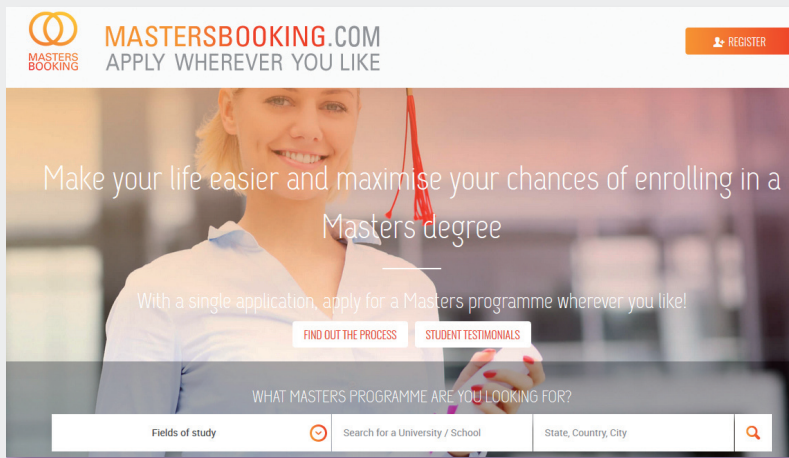 MASTERS
BOOKING
MASTERSBOOKING.COM
APPLY WHEREVER YOU LIKE
REGISTER
Make your life easier and maximise your chances of enrolling in a
Masters degree
With a single application, apply for a Masters programme wherever you like!
FIND OUT THE PROCESS
STUDENT TESTIMONIALS
WHAT MASTERS PROGRAMME ARE YOU LOOKING FOR?
Fields of study
Search for a University / School
State, Country, City